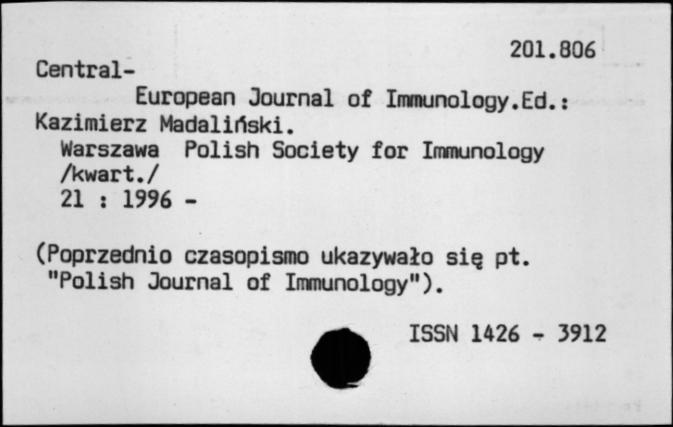 201.806
Central-
European Journal of Immunology.Ed.:
Kazimierz Madaliński.
Warszawa Polish Society for Immunology
/kwart./
21 : 1996 -
(Poprzednio czasopismo ukazywało się pt.
"Polish Journal of Immunology").
ISSN 1426 - 3912